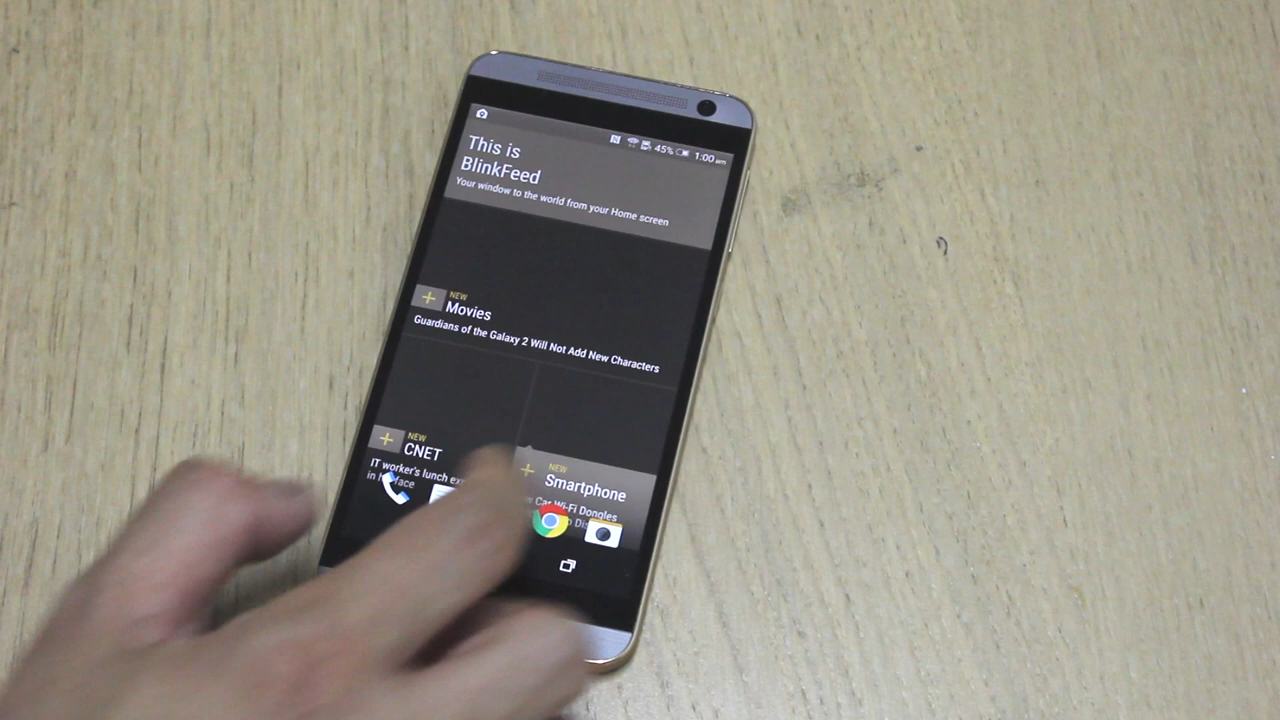 45% 1:00 am
This is
BlinkFeed
Your window to the world from your Home screen
NEW
Movies
Guardians of the Galaxy 2 Will Not Add New Characters
NEW
CNET
IT worker's lunch
in
NEW
Smartphone
Car Wi-Fi Dongles